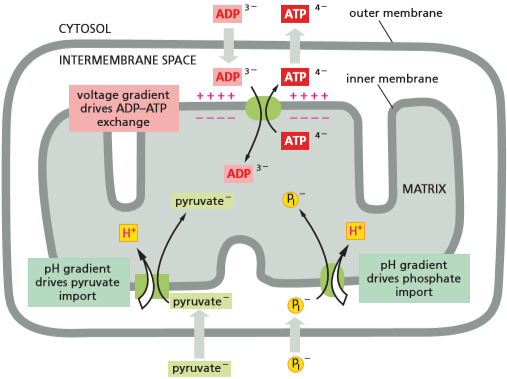 ADP 3– ATP 4–
outer membrane
CYTOSOL
INTERMEMBRANE SPACE
ADP 3– ATP 4–
inner membrane
voltage gradient
drives ADP–ATP
exchange
+ + + + + + + +
– – – – – – – –
ATP 4–
ADP 3–
pyruvate–
Pi–
MATRIX
H+
H+
pH gradient
drives pyruvate
import
pH gradient
drives phosphate
import
pyruvate–
Pi–
pyruvate–
Pi–